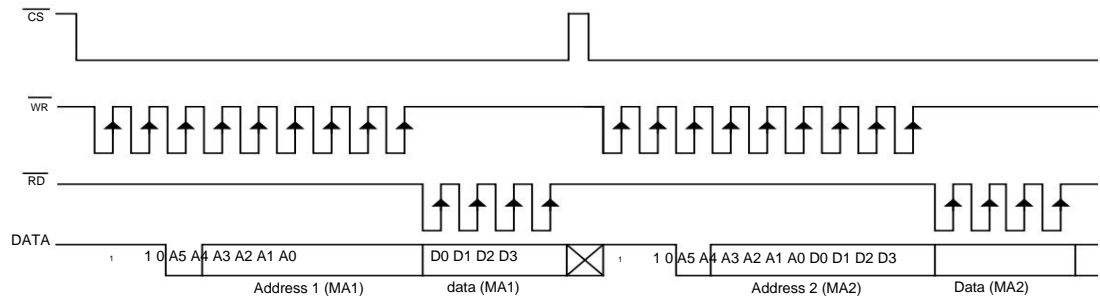 CS
WR
RD
DATA
1 1 0 A5 A4 A3 A2 A1 A0 D0 D1 D2 D3 1 1 0 A5 A4 A3 A2 A1 A0 D0 D1 D2 D3
Address 1 (MA1) data (MA1) Address 2 (MA2) Data (MA2)